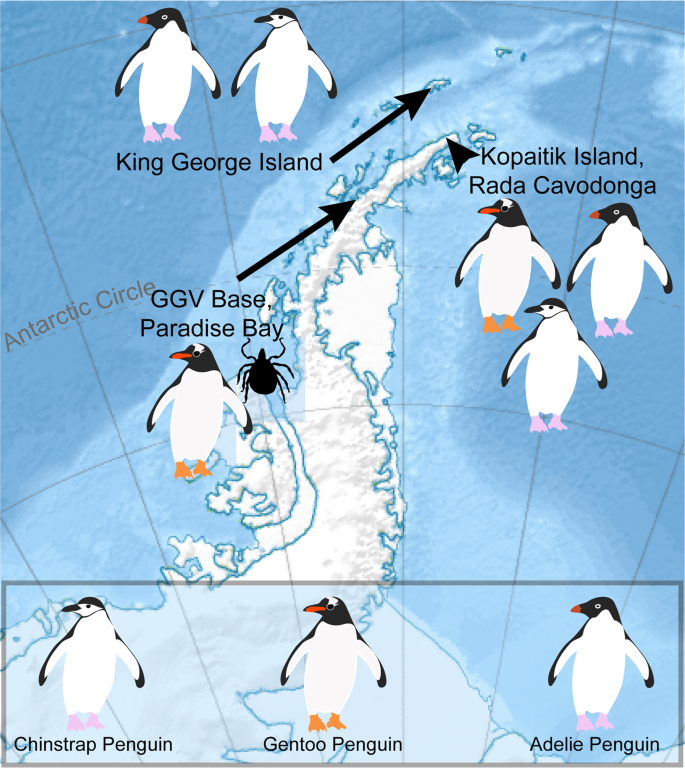 King George Island
Kopaitik Island,
Rada Cavodonga
Antarctic Circle
GGV Base,
Paradise Bay
Chinstrap Penguin
Gentoo Penguin
Adelie Penguin